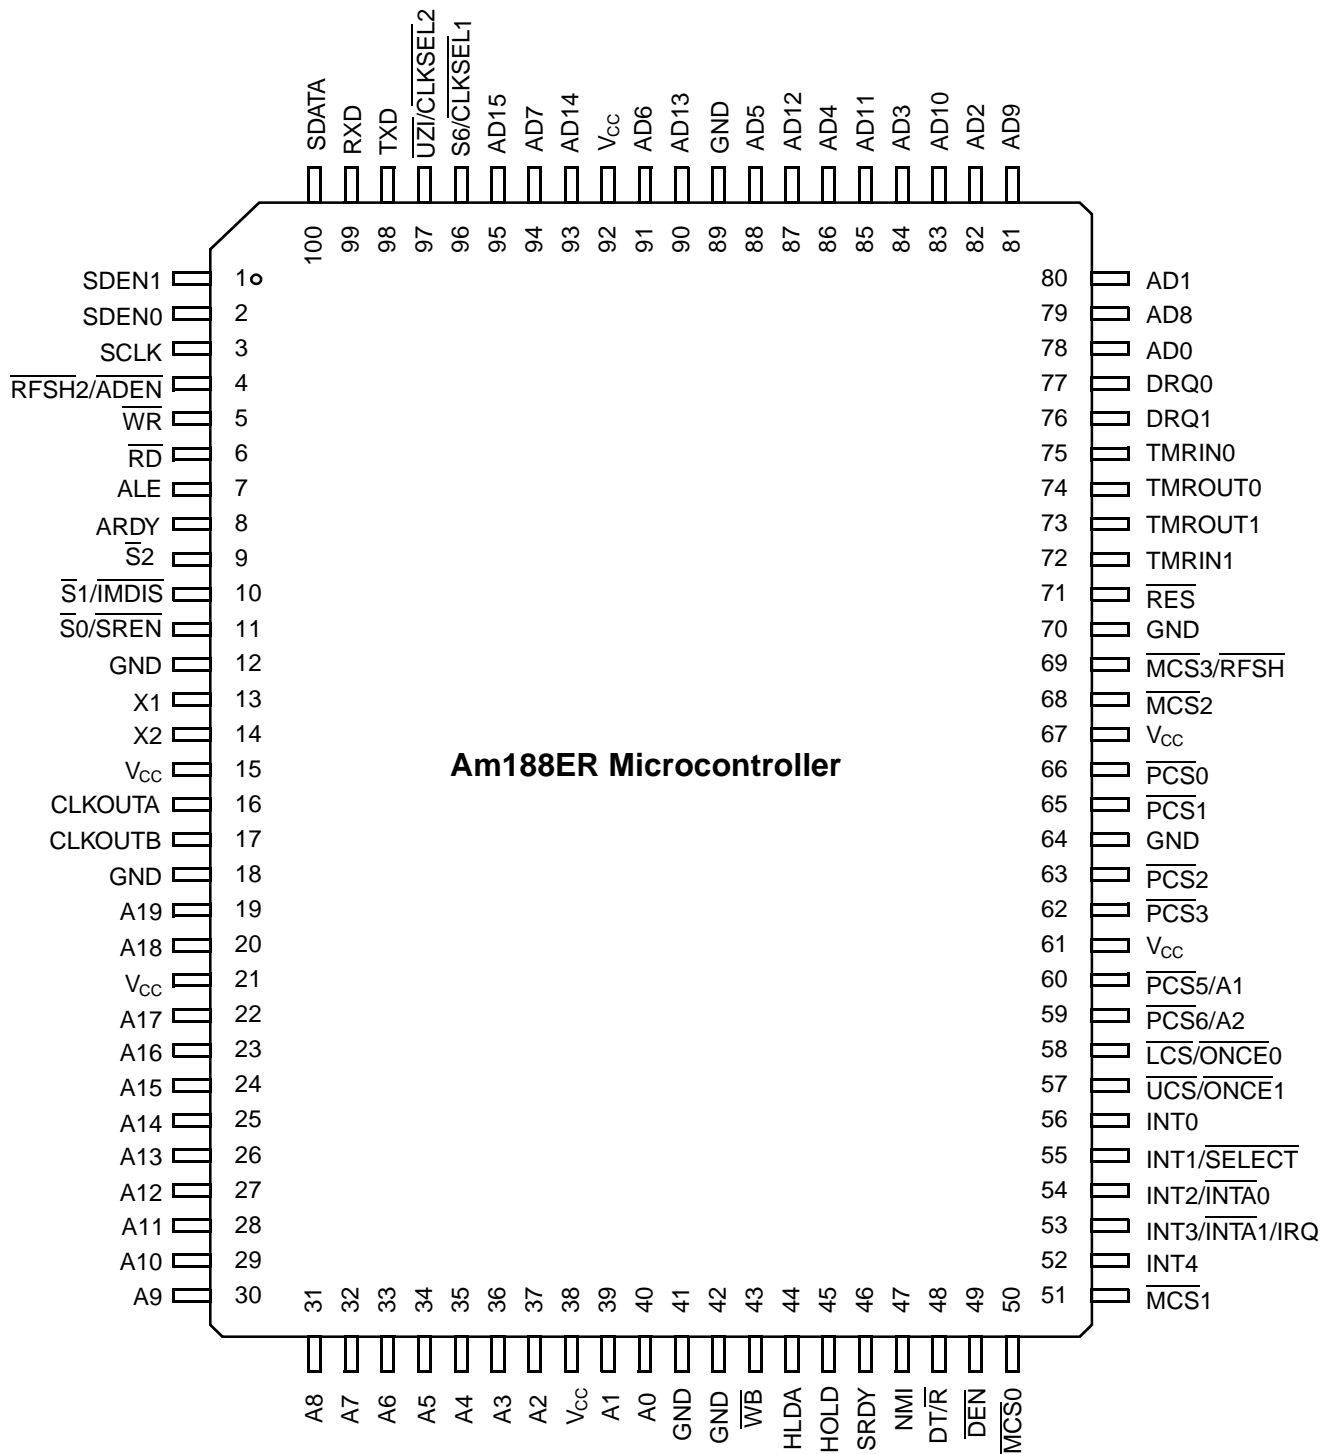 SDATA
RXD
TXD
UZI/CLKSEL2
S6/CLKSEL1
AD15
AD7
AD14
VCC
AD6
AD13
GND
AD5
AD12
AD4
AD11
AD3
AD10
AD2
AD9
100
99
98
97
96
95
94
93
92
91
90
89
88
87
86
85
84
83
82
81
SDEN1 1 80 AD1
SDEN0 2 79 AD8
SCLK 3 78 AD0
RFSH2/ADEN 4 77 DRQ0
WR 5 76 DRQ1
RD 6 75 TMRIN0
ALE 7 74 TMROUT0
ARDY 8 73 TMROUT1
S2 9 72 TMRIN1
S1/IMDIS 10 71 RES
S0/SREN 11 70 GND
GND 12 69 MCS3/RFSH
X1 13 68 MCS2
X2 14 67 VCC
VCC 15 66 PCS0
Am188ER Microcontroller
CLKOUTA 16 65 PCS1
CLKOUTB 17 64 GND
GND 18 63 PCS2
A19 19 62 PCS3
A18 20 61 VCC
VCC 21 60 PCS5/A1
A17 22 59 PCS6/A2
A16 23 58 LCS/ONCE0
A15 24 57 UCS/ONCE1
A14 25 56 INT0
A13 26 55 INT1/SELECT
A12 27 54 INT2/INTA0
A11 28 53 INT3/INTA1/IRQ
A10 29 52 INT4
A9 30 51 MCS1
31
32
33
34
35
36
37
38
39
40
41
42
43
44
45
46
47
48
49
50
A8
A7
A6
A5
A4
A3
A2
VCC
A1
A0
GND
GND
WB
HLDA
HOLD
SRDY
NMI
DT/R
DEN
MCS0